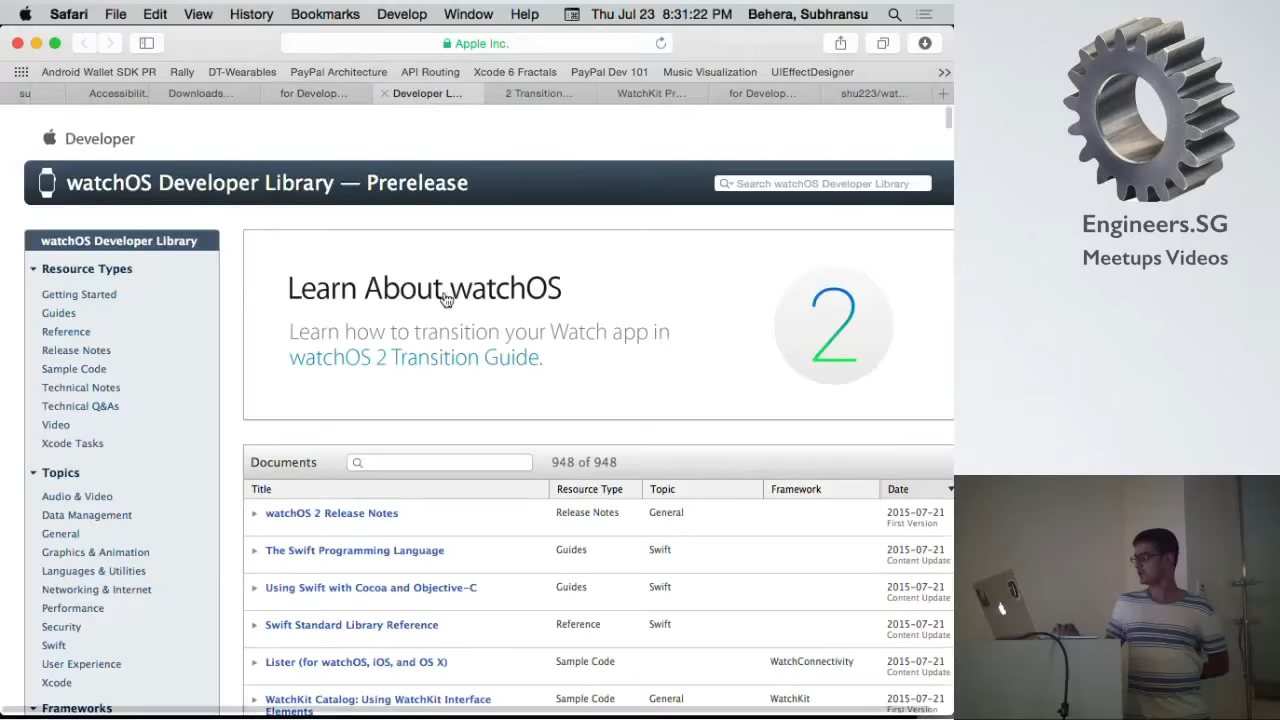 Safari File Edit View History Bookmarks Develop Window Help Thu Jul 23 8:31:22 PM Behera, Subhransu
Apple Inc.
Android Wallet SDK PR Rally DT-Wearables PayPal Architecture API Routing Xcode 6 Fractals PayPal Dev 101 Music Visualization UIEffectDesigner >>
su Accessibilit. Downloads... for Develop... Developer L... 2 Transition... WatchKit Pr... for Develop... shu223/wat... +
Developer
watchOS Developer Library — Prerelease
Search watchOS Developer Library
watchOS Developer Library
Resource Types
Getting Started
Guides
Reference
Release Notes
Sample Code
Technical Notes
Technical Q&As
Video
Xcode Tasks
Topics
Audio & Video
Data Management
General
Graphics & Animation
Languages & Utilities
Networking & Internet
Performance
Security
Swift
User Experience
Xcode
Frameworks
Learn About watchOS
Learn how to transition your Watch app in
watchOS 2 Transition Guide.
2
Documents 948 of 948
Title Resource Type Topic Framework Date
watchOS 2 Release Notes Release Notes General 2015-07-21
First Version
The Swift Programming Language Guides Swift 2015-07-21
Content Update
Using Swift with Cocoa and Objective-C Guides Swift 2015-07-21
Content Update
Swift Standard Library Reference Reference Swift 2015-07-21
Content Update
Lister (for watchOS, iOS, and OS X) Sample Code WatchConnectivity 2015-07-21
Content Update
WatchKit Catalog: Using WatchKit Interface Sample Code General WatchKit 2015-07-21
Elements First Version
Engineers.SG
Meetups Videos